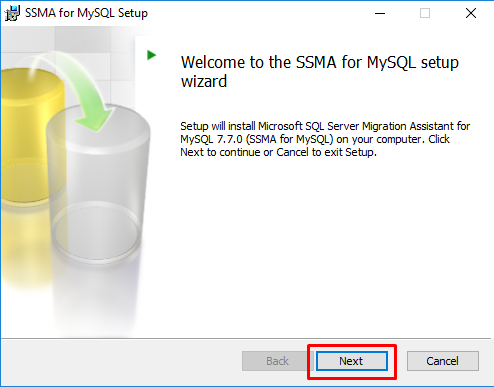 SSMA for MySQL Setup
Welcome to the SSMA for MySQL setup
wizard
Setup will install Microsoft SQL Server Migration Assistant for
MySQL 7.7.0 (SSMA for MySQL) on your computer. Click
Next to continue or Cancel to exit Setup.
Back Next Cancel